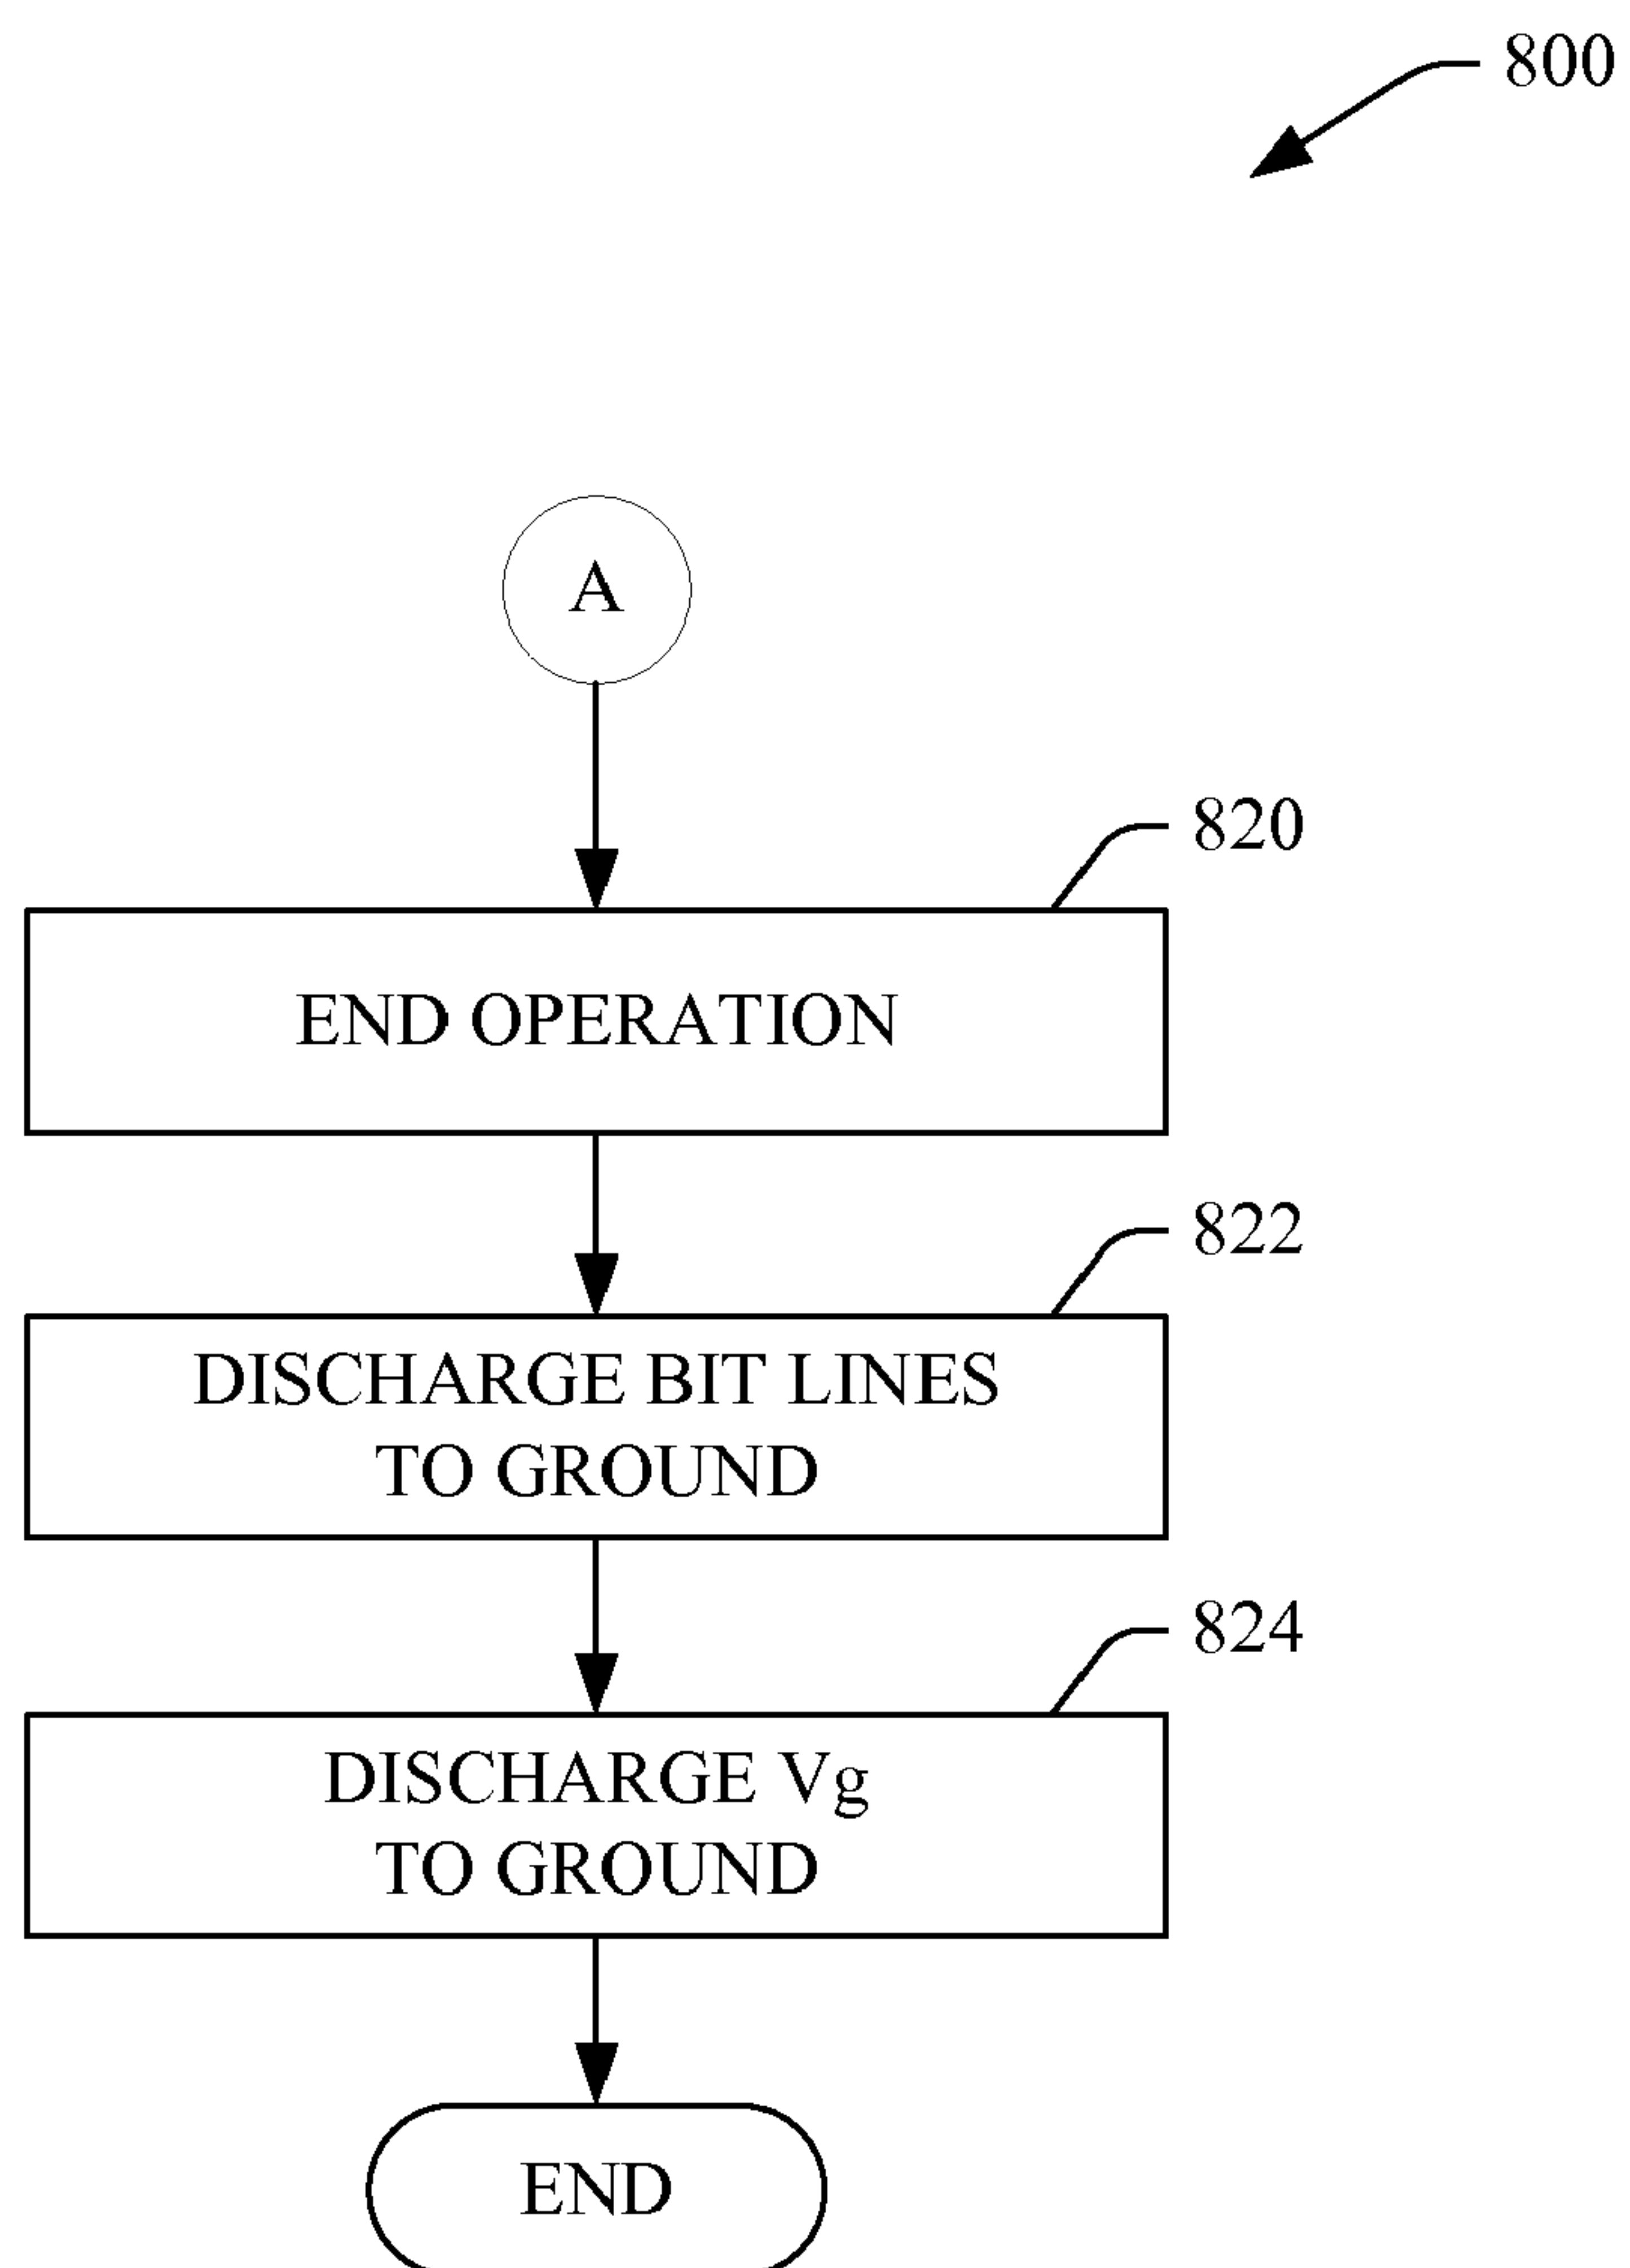 800
A
820
END OPERATION
822
DISCHARGE BIT LINES
TO GROUND
824
DISCHARGE Vg
TO GROUND
END